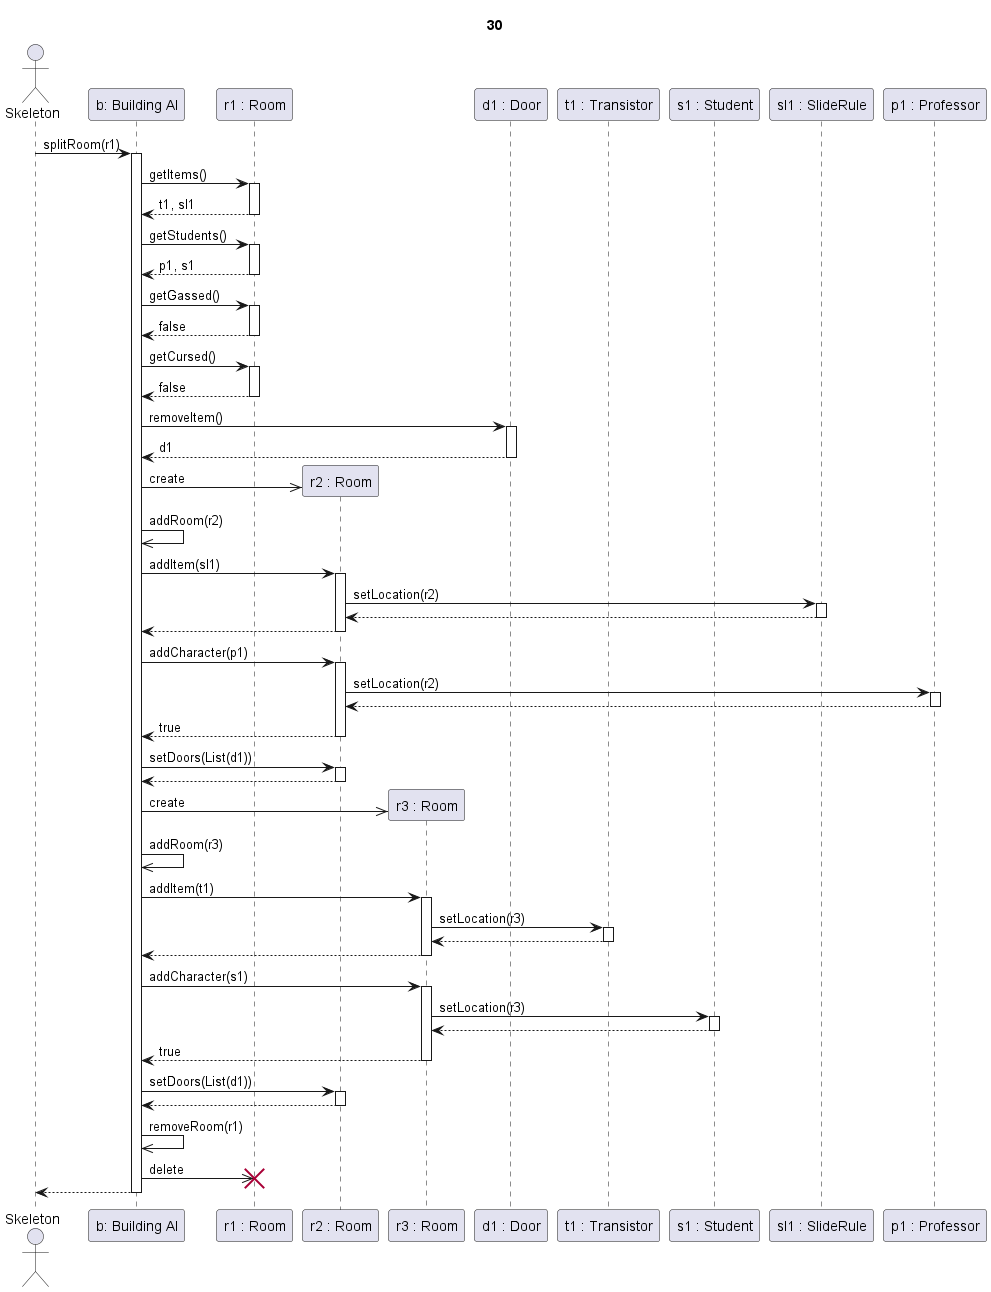 30
Skeleton
b: Building AI
r1 : Room
d1 : Door
t1 : Transistor
s1 : Student
sl1 : SlideRule
p1 : Professor
splitRoom(r1)
getItems()
t1, sl1
getStudents()
p1, s1
getGassed()
false
getCursed()
false
removeItem()
d1
create
r2 : Room
addRoom(r2)
addItem(sl1)
setLocation(r2)
addCharacter(p1)
setLocation(r2)
true
setDoors(List(d1))
create
r3 : Room
addRoom(r3)
addItem(t1)
setLocation(r3)
addCharacter(s1)
setLocation(r3)
true
setDoors(List(d1))
removeRoom(r1)
delete
Skeleton
b: Building AI
r1 : Room
r2 : Room
r3 : Room
d1 : Door
t1 : Transistor
s1 : Student
sl1 : SlideRule
p1 : Professor